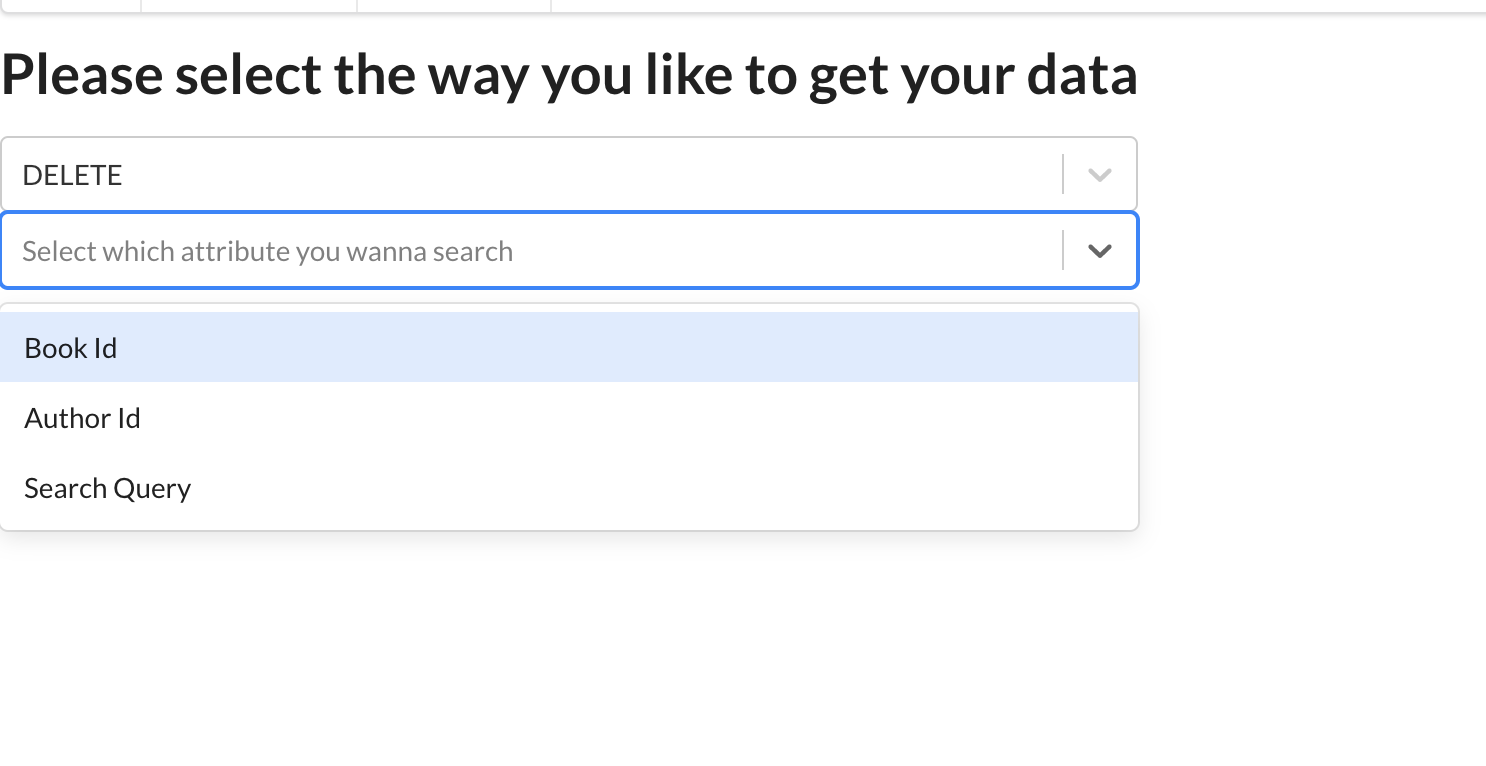 Please select the way you like to get your data
DELETE
Select which attribute you wanna search
Book Id
Author Id
Search Query